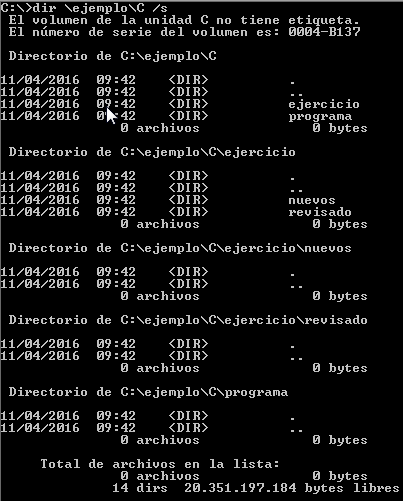 C:\>dir \ejemplo\C /s
El volumen de la unidad C no tiene etiqueta.
El número de serie del volumen es: 0004-B137
Directorio de C:\ejemplo\C
11/04/2016 09:42 <DIR> .
11/04/2016 09:42 <DIR> ..
11/04/2016 09:42 <DIR> ejercicio
11/04/2016 09:42 <DIR> programa
0 archivos 0 bytes
Directorio de C:\ejemplo\C\ejercicio
11/04/2016 09:42 <DIR> .
11/04/2016 09:42 <DIR> ..
11/04/2016 09:42 <DIR> nuevos
11/04/2016 09:42 <DIR> revisado
0 archivos 0 bytes
Directorio de C:\ejemplo\C\ejercicio\nuevos
11/04/2016 09:42 <DIR> .
11/04/2016 09:42 <DIR> ..
0 archivos 0 bytes
Directorio de C:\ejemplo\C\ejercicio\revisado
11/04/2016 09:42 <DIR> .
11/04/2016 09:42 <DIR> ..
0 archivos 0 bytes
Directorio de C:\ejemplo\C\programa
11/04/2016 09:42 <DIR> .
11/04/2016 09:42 <DIR> ..
0 archivos 0 bytes
Total de archivos en la lista:
0 archivos 0 bytes
14 dirs 20.351.197.184 bytes libres